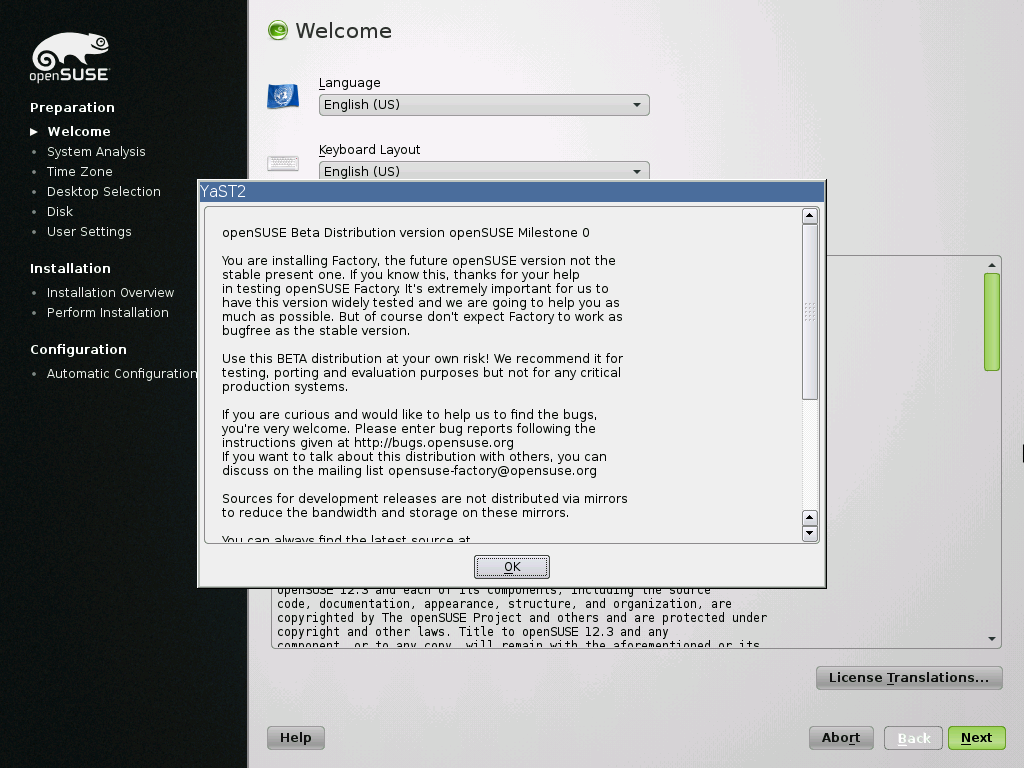 openSUSE
Preparation
Welcome
System Analysis
Time Zone
Desktop Selection
Disk
User Settings
Installation
Installation Overview
Perform Installation
Configuration
Automatic Configuration
Welcome
Language
English (US)
Keyboard Layout
English (US)
YaST2
openSUSE Beta Distribution version openSUSE Milestone 0
You are installing Factory, the future openSUSE version not the
stable present one. If you know this, thanks for your help
in testing openSUSE Factory. It's extremely important for us to
have this version widely tested and we are going to help you as
much as possible. But of course don't expect Factory to work as
bugfree as the stable version.
Use this BETA distribution at your own risk! We recommend it for
testing, porting and evaluation purposes but not for any critical
production systems.
If you are curious and would like to help us to find the bugs,
you're very welcome. Please enter bug reports following the
instructions given at http://bugs.opensuse.org
If you want to talk about this distribution with others, you can
discuss on the mailing list opensuse-factory@opensuse.org
Sources for development releases are not distributed via mirrors
to reduce the bandwidth and storage on these mirrors.
You can always find the latest source at
OK
openSUSE 12.3 and each of its components, including the source
code, documentation, appearance, structure, and organization, are
copyrighted by The openSUSE Project and others and are protected under
copyright and other laws. Title to openSUSE 12.3 and any
component, or to any copy, will remain with the aforementioned or its
License Translations...
Help
Abort
Back
Next